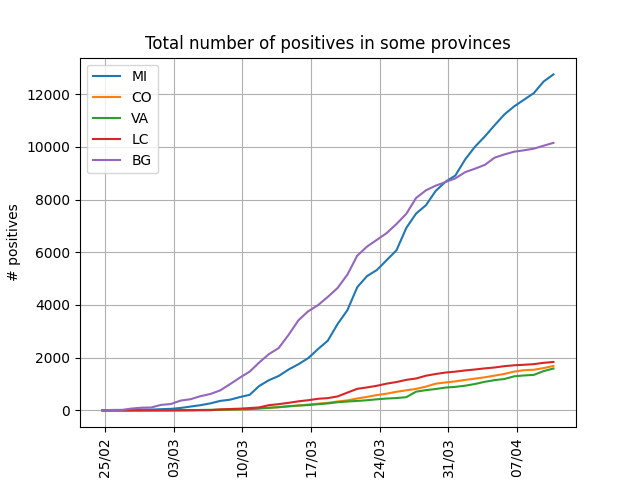 Total number of positives in some provinces
MI
CO
VA
LC
BG
# positives
12000
10000
8000
6000
4000
2000
0
25/02
03/03
10/03
17/03
24/03
31/03
07/04